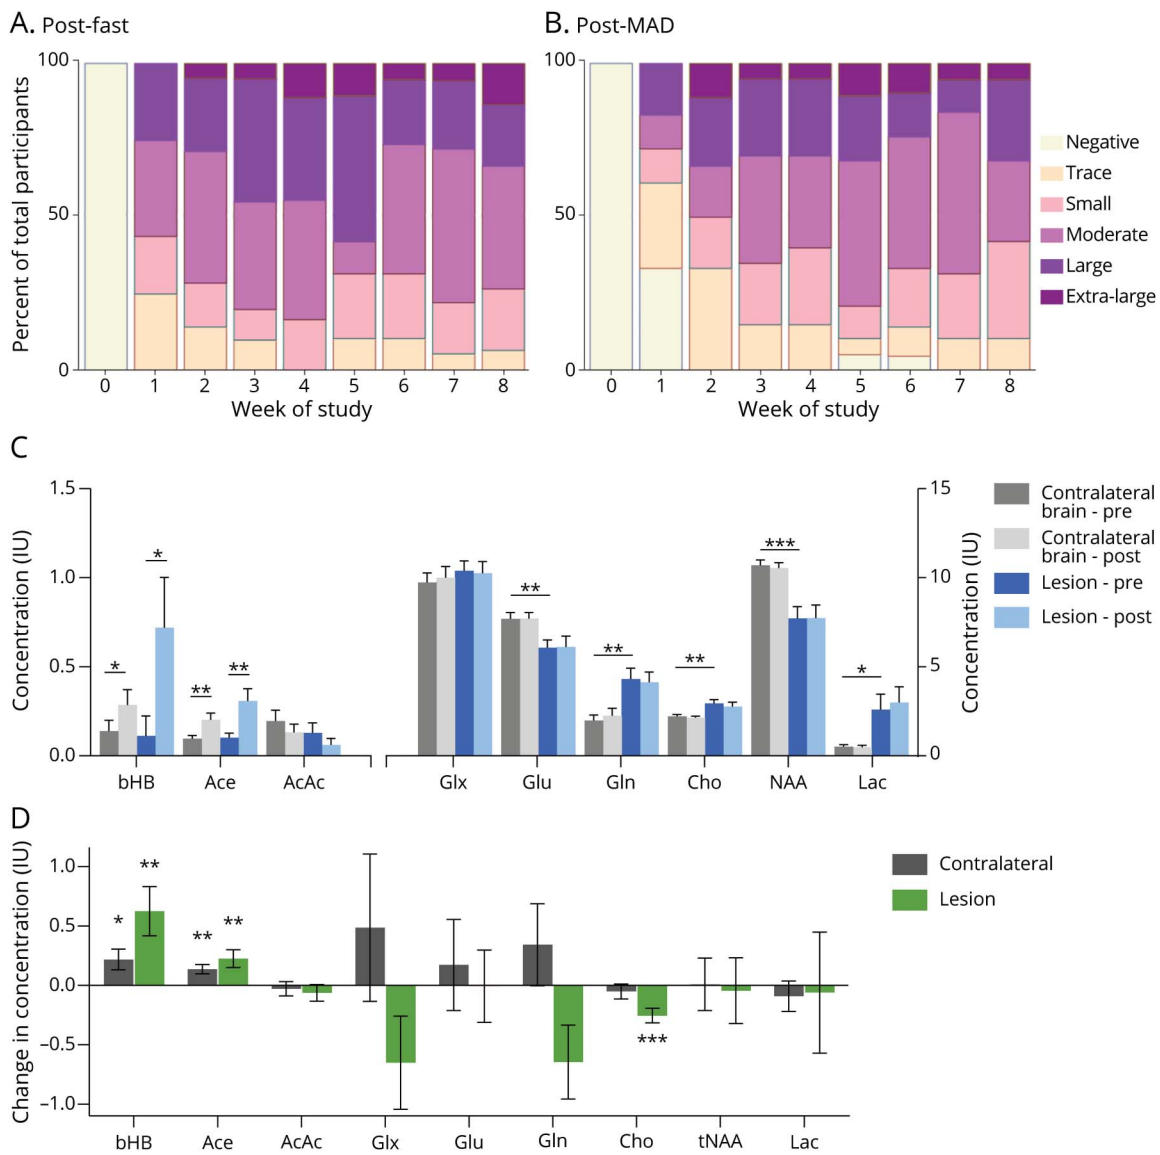 A. Post-fast
B. Post-MAD
Percent of total participants
100
50
0
0 1 2 3 4 5 6 7 8
Week of study
100
50
0
0 1 2 3 4 5 6 7 8
Week of study
Negative
Trace
Small
Moderate
Large
Extra-large
C
Concentration (IU)
1.5
1.0
0.5
0.0
* * ** **
** ** ** *** *
bHB Ace AcAc Glx Glu Gln Cho NAA Lac
15
10
5
0
Concentration (IU)
Contralateral
brain - pre
Contralateral
brain - post
Lesion - pre
Lesion - post
D
Change in concentration (IU)
1.0
0.5
0.0
–0.5
–1.0
* ** ** ** ***
bHB Ace AcAc Glx Glu Gln Cho tNAA Lac
Contralateral
Lesion